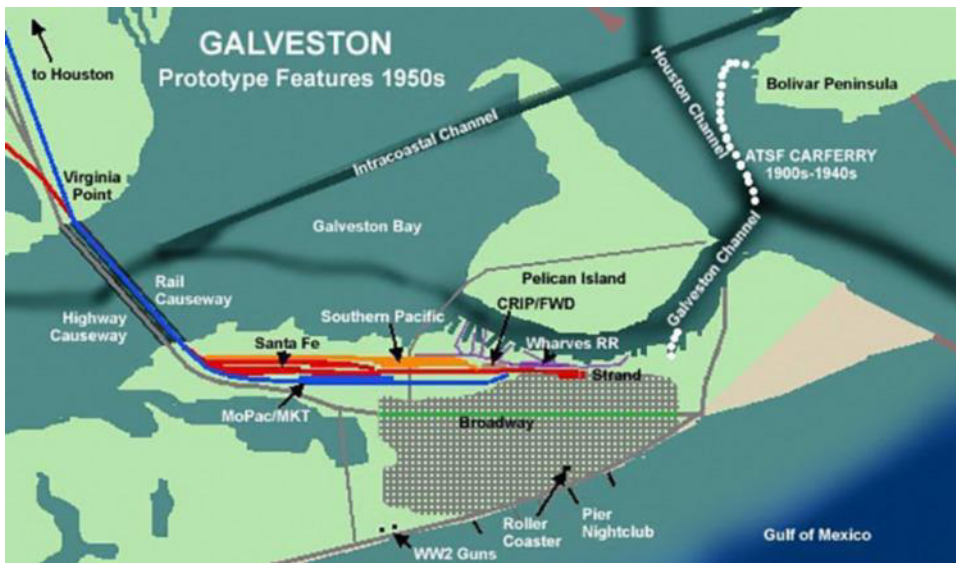 GALVESTON
Prototype Features 1950s
to Houston
Houston Channel
Bolivar Peninsula
Intracoastal Channel
ATSF CARFERRY
1900s-1940s
Virginia
Point
Galveston Bay
Galveston Channel
Rail
Causeway
Pelican Island
Highway
Causeway
Southern Pacific
CRIP/FWD
Santa Fe
Wharves RR
Strand
MoPac/MKT
Broadway
Roller
Coaster
Pier
Nightclub
WW2 Guns
Gulf of Mexico